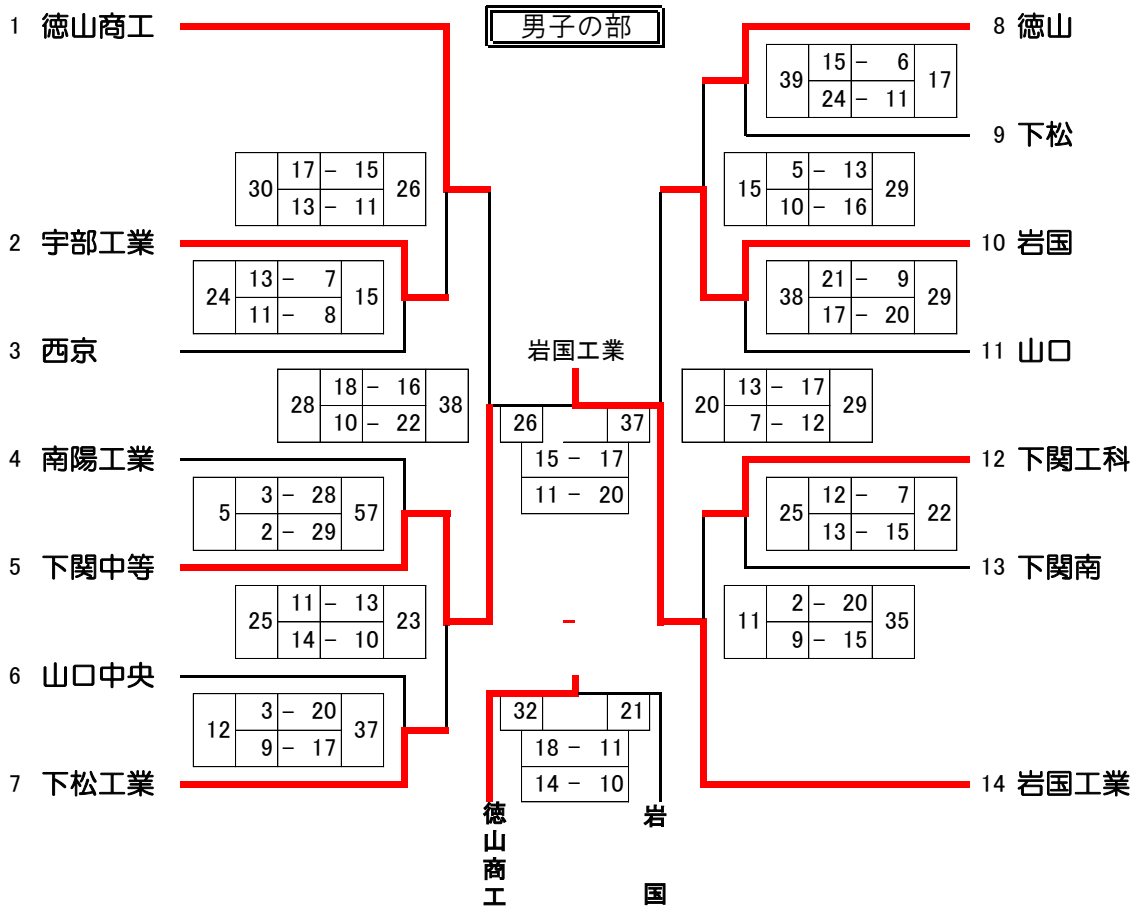 男子の部
1 徳山商工
8 徳山
39 15 - 6 17
24 - 11
9 下松
30 17 - 15 26
13 - 11
15 5 - 13 29
10 - 16
2 宇部工業
10 岩国
24 13 - 7 15
11 - 8
38 21 - 9 29
17 - 20
3 西京
岩国工業
11 山口
28 18 - 16 38
10 - 22
20 13 - 17 29
7 - 12
26 37
15 - 17
11 - 20
4 南陽工業
12 下関工科
5 3 - 28 57
2 - 29
25 12 - 7 22
13 - 15
5 下関中等
13 下関南
25 11 - 13 23
14 - 10
11 2 - 20 35
9 - 15
-
6 山口中央
12 3 - 20 37
9 - 17
32 21
18 - 11
14 - 10
7 下松工業
14 岩国工業
徳山商工
岩国